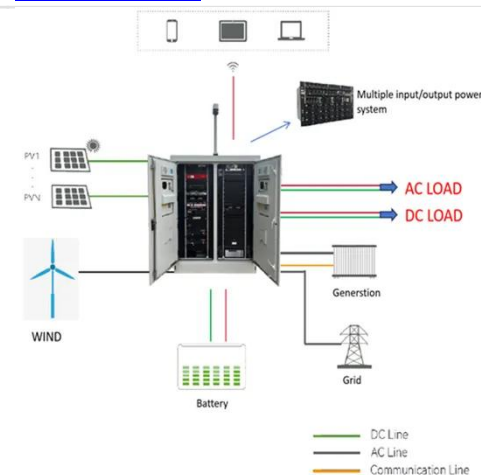 Multiple input/output power
system
PV1
PVN
AC LOAD
DC LOAD
WIND
Generstion
Battery
Grid
DC Line
AC Line
Communication Line